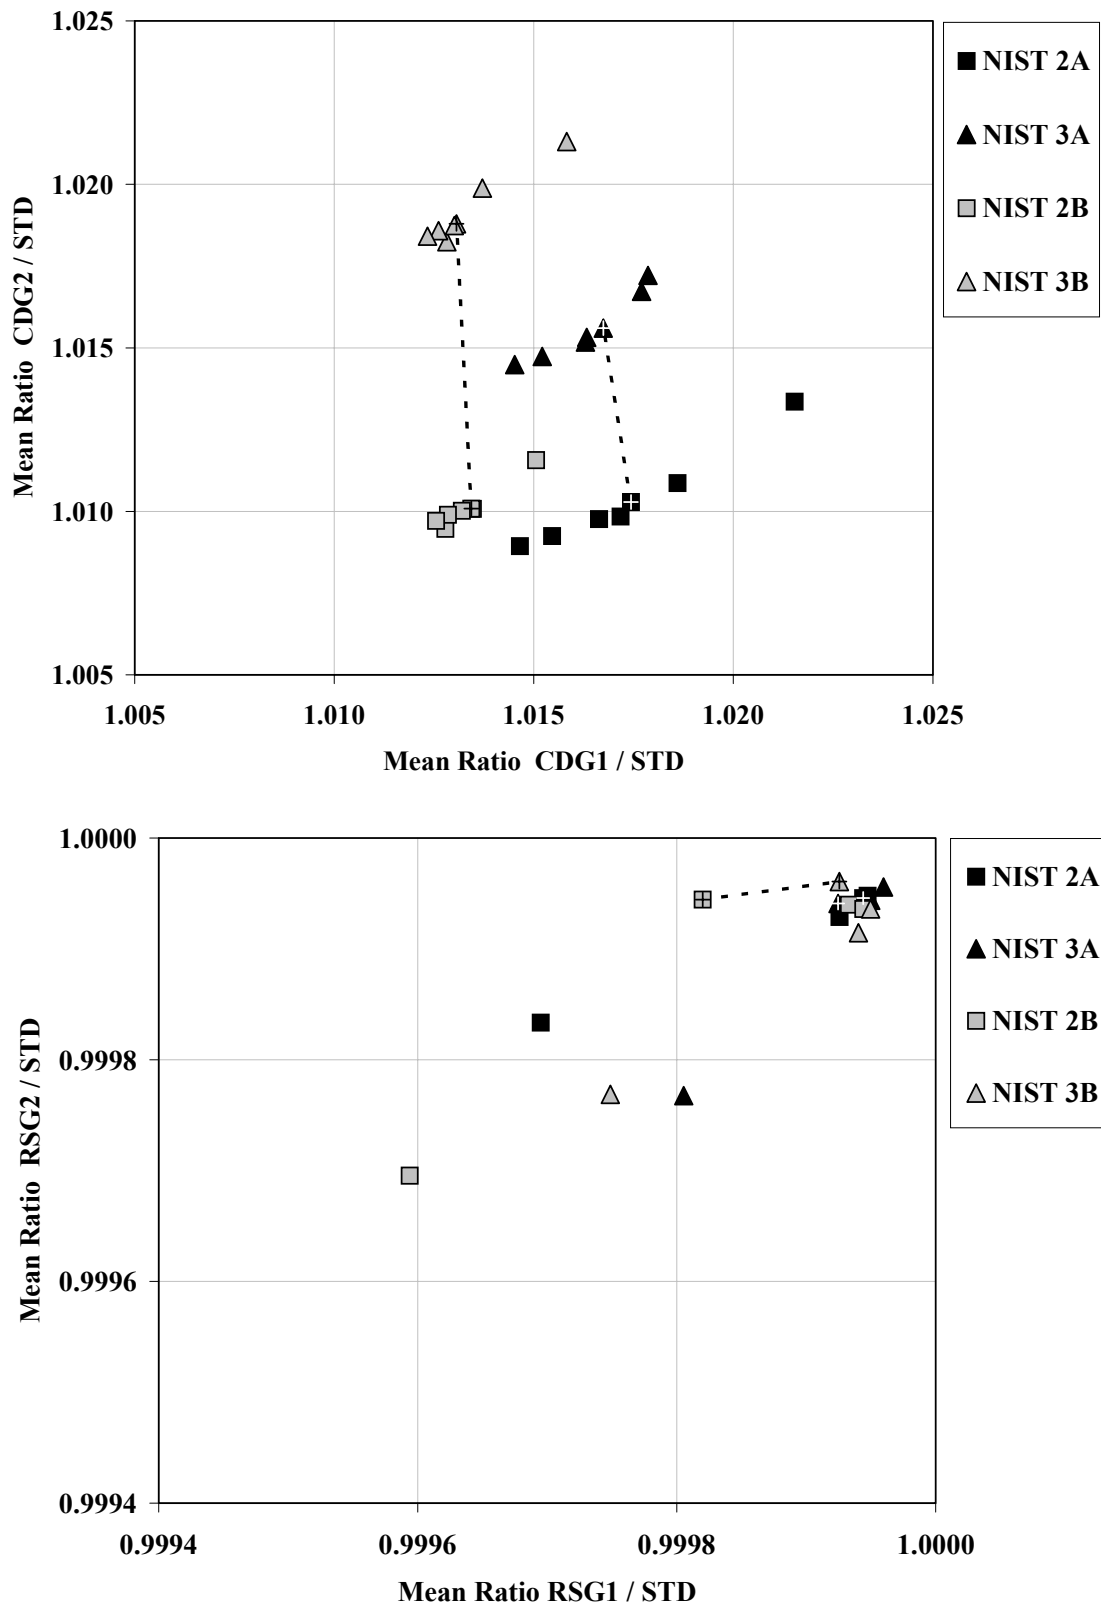 1.025
1.020
1.015
1.010
1.005
Mean Ratio CDG2 / STD
1.005 1.010 1.015 1.020 1.025
Mean Ratio CDG1 / STD
NIST 2A
NIST 3A
NIST 2B
NIST 3B
1.0000
0.9998
0.9996
0.9994
Mean Ratio RSG2 / STD
0.9994 0.9996 0.9998 1.0000
Mean Ratio RSG1 / STD
NIST 2A
NIST 3A
NIST 2B
NIST 3B